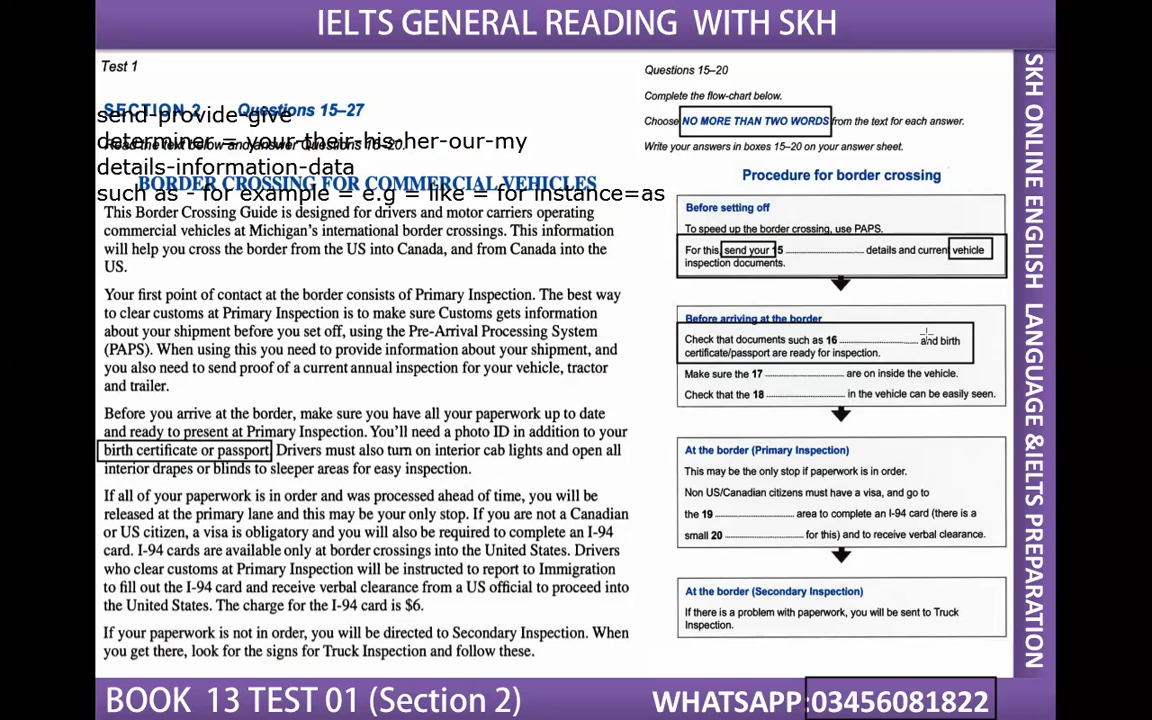 IELTS GENERAL READING WITH SKH
Test 1
SECTION 2 Questions 15–27
send-provide-give
determiner = your-their-his-her-our-my
Read the text below and answer Questions 15–20.
details-information-data
BORDER CROSSING FOR COMMERCIAL VEHICLES
such as - for example = e.g = like = for instance=as
This Border Crossing Guide is designed for drivers and motor carriers operating
commercial vehicles at Michigan's international border crossings. This information
will help you cross the border from the US into Canada, and from Canada into the
US.
Your first point of contact at the border consists of Primary Inspection. The best way
to clear customs at Primary Inspection is to make sure Customs gets information
about your shipment before you set off, using the Pre-Arrival Processing System
(PAPS). When using this you need to provide information about your shipment, and
you also need to send proof of a current annual inspection for your vehicle, tractor
and trailer.
Before you arrive at the border, make sure you have all your paperwork up to date
and ready to present at Primary Inspection. You'll need a photo ID in addition to your
birth certificate or passport. Drivers must also turn on interior cab lights and open all
interior drapes or blinds to sleeper areas for easy inspection.
If all of your paperwork is in order and was processed ahead of time, you will be
released at the primary lane and this may be your only stop. If you are not a Canadian
or US citizen, a visa is obligatory and you will also be required to complete an I-94
card. I-94 cards are available only at border crossings into the United States. Drivers
who clear customs at Primary Inspection will be instructed to report to Immigration
to fill out the I-94 card and receive verbal clearance from a US official to proceed into
the United States. The charge for the I-94 card is $6.
If your paperwork is not in order, you will be directed to Secondary Inspection. When
you get there, look for the signs for Truck Inspection and follow these.
Questions 15–20
Complete the flow-chart below.
Choose NO MORE THAN TWO WORDS from the text for each answer.
Write your answers in boxes 15–20 on your answer sheet.
Procedure for border crossing
Before setting off
To speed up the border crossing, use PAPS.
For this, send your 15 .......................... details and current vehicle
inspection documents.
Before arriving at the border
Check that documents such as 16 .......................... and birth
certificate/passport are ready for inspection.
Make sure the 17 .......................... are on inside the vehicle.
Check that the 18 .......................... in the vehicle can be easily seen.
At the border (Primary Inspection)
This may be the only stop if paperwork is in order.
Non US/Canadian citizens must have a visa, and go to
the 19 .......................... area to complete an I-94 card (there is a
small 20 .......................... for this) and to receive verbal clearance.
At the border (Secondary Inspection)
If there is a problem with paperwork, you will be sent to Truck
Inspection.
SKH ONLINE ENGLISH LANGUAGE &IELTS PREPARATION
BOOK 13 TEST 01 (Section 2)
WHATSAPP:03456081822